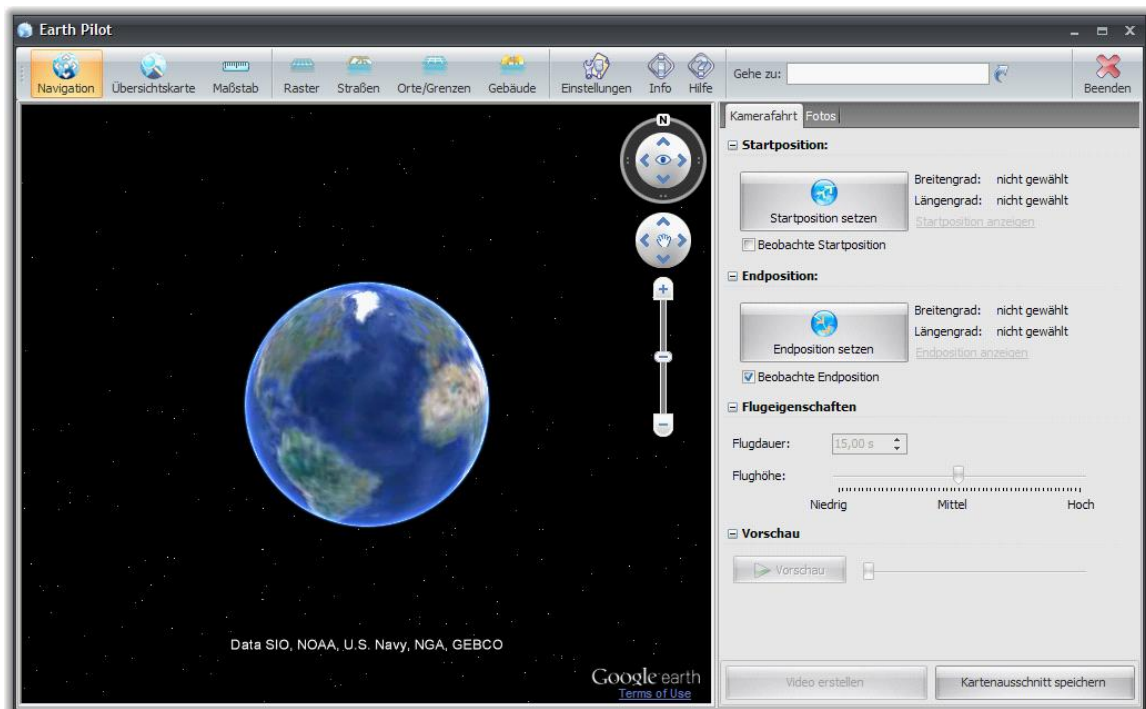 Earth Pilot
Navigation Übersichtskarte Maßstab Raster Straßen Orte/Grenzen Gebäude Einstellungen Info Hilfe Gehe zu: Beenden
N
Data SIO, NOAA, U.S. Navy, NGA, GEBCO
Google earth
Terms of Use
Kamerafahrt Fotos
Startposition:
Startposition setzen
Breitengrad: nicht gewählt
Längengrad: nicht gewählt
Startposition anzeigen
Beobachte Startposition
Endposition:
Endposition setzen
Breitengrad: nicht gewählt
Längengrad: nicht gewählt
Endposition anzeigen
Beobachte Endposition
Flugeigenschaften
Flugdauer: 15,00 s
Flughöhe:
Niedrig Mittel Hoch
Vorschau
Vorschau
Video erstellen Kartenausschnitt speichern